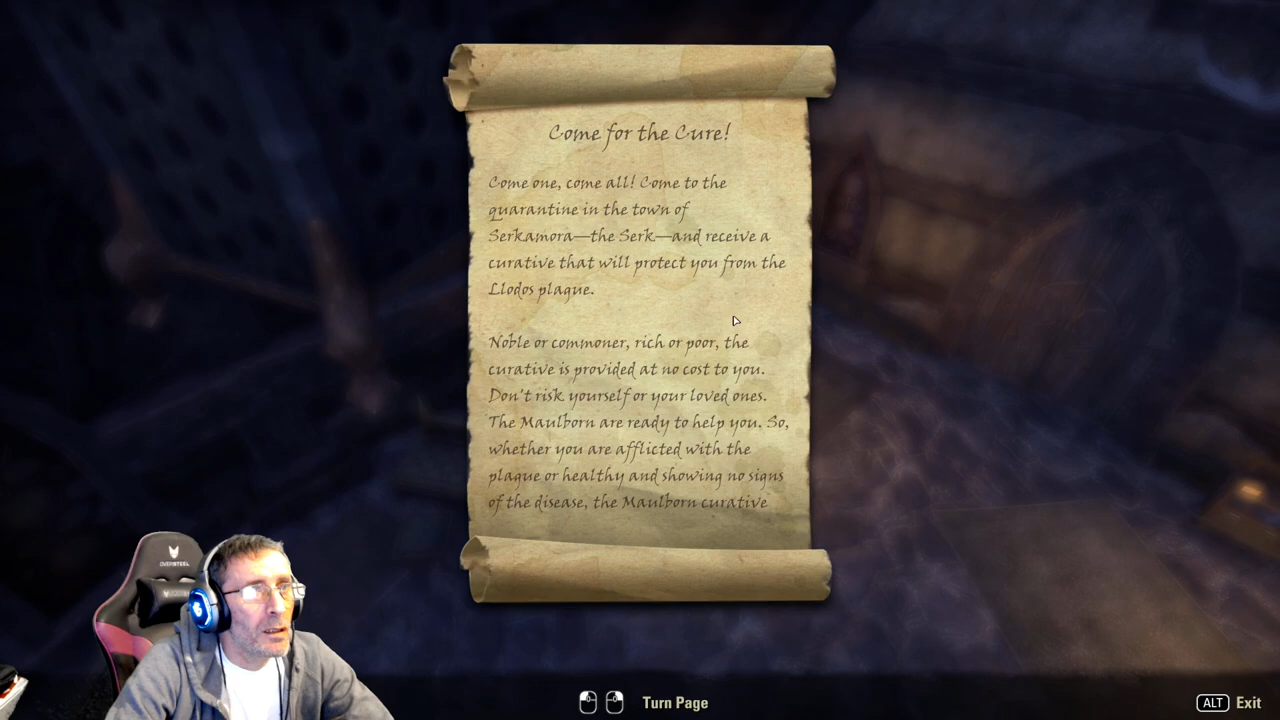 Come for the Cure!
Come one, come all! Come to the
quarantine in the town of
Serkamora—the Serk—and receive a
curative that will protect you from the
Llodos plague.
Noble or commoner, rich or poor, the
curative is provided at no cost to you.
Don't risk yourself or your loved ones.
The Maulborn are ready to help you. So,
whether you are afflicted with the
plague or healthy and showing no signs
of the disease, the Maulborn curative
OVERSTEEL
Turn Page
ALT Exit